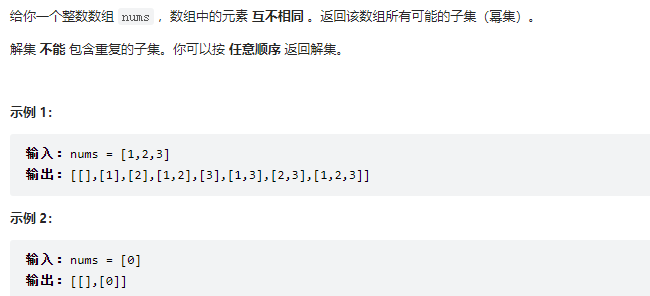 给你一个整数数组 nums ，数组中的元素 互不相同 。返回该数组所有可能的子集（幂集）。
解集 不能 包含重复的子集。你可以按 任意顺序 返回解集。
示例 1：
输入：nums = [1,2,3]
输出：[[],[1],[2],[1,2],[3],[1,3],[2,3],[1,2,3]]
示例 2：
输入：nums = [0]
输出：[[],[0]]